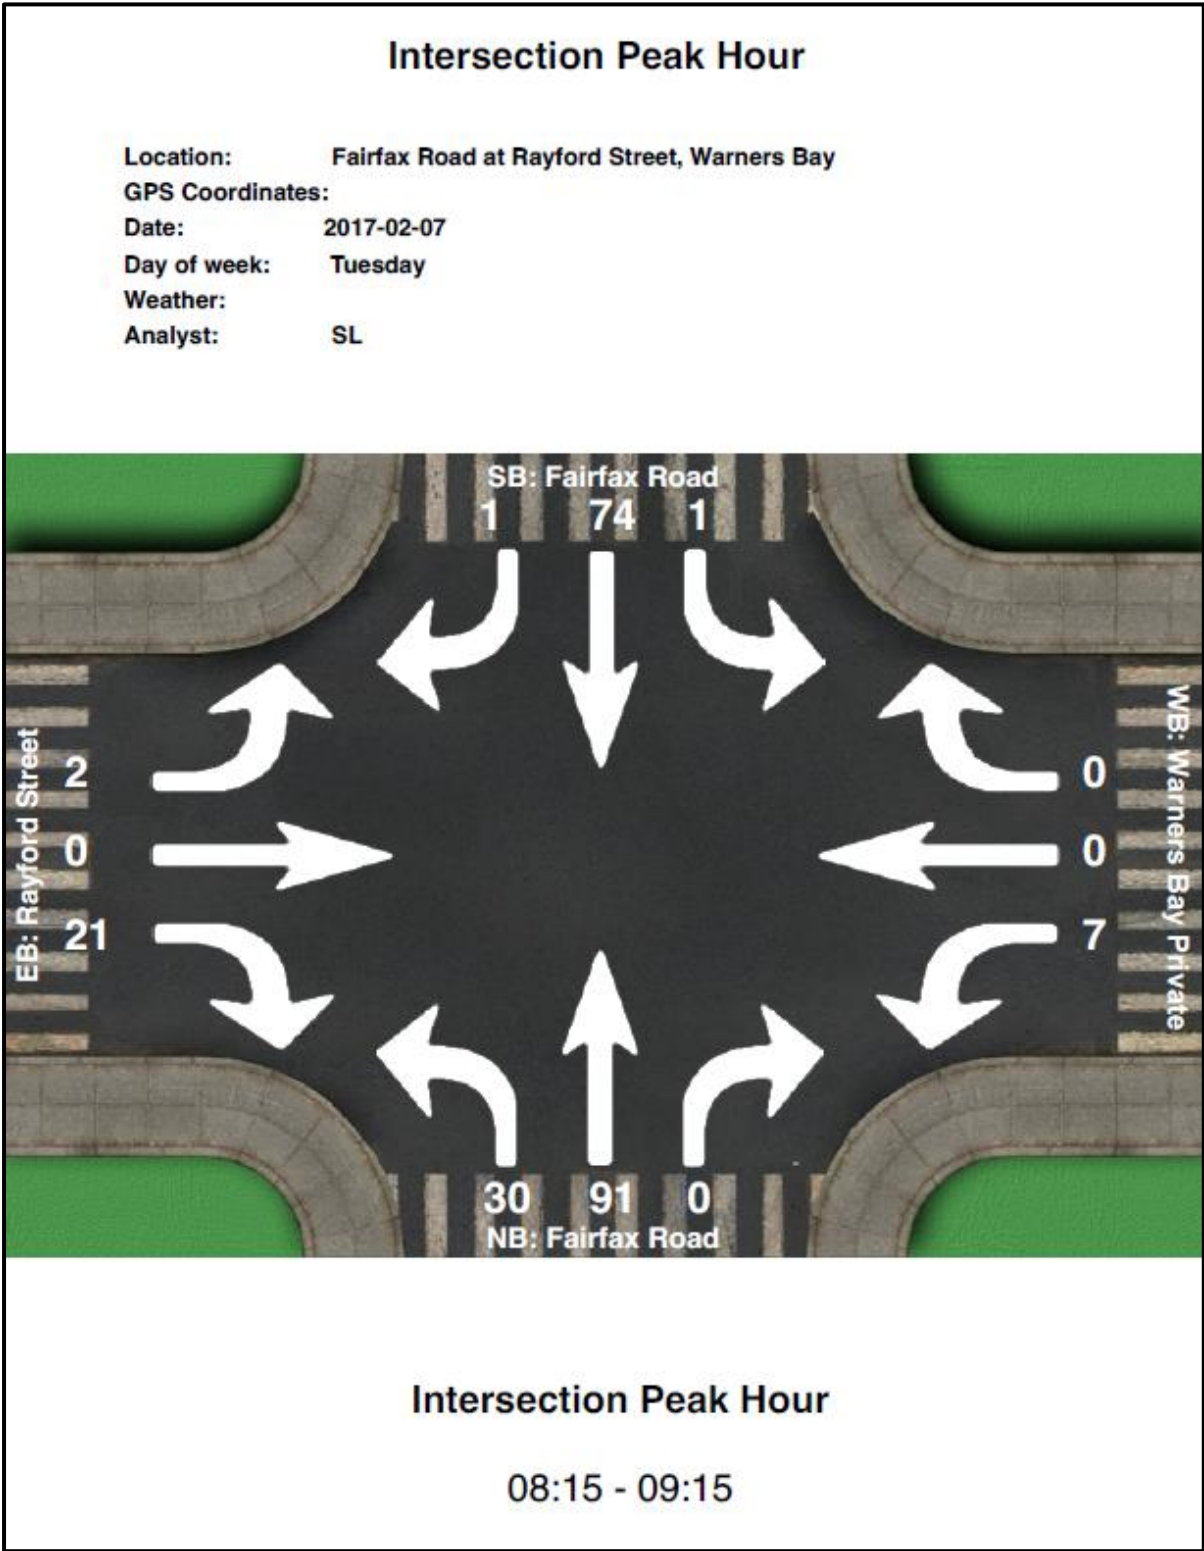 Intersection Peak Hour
Location: Fairfax Road at Rayford Street, Warners Bay
GPS Coordinates:
Date: 2017-02-07
Day of week: Tuesday
Weather:
Analyst: SL
SB: Fairfax Road
1 74 1
EB: Rayford Street
2
0
21
0
0
7
WB: Warners Bay Private
30 91 0
NB: Fairfax Road
Intersection Peak Hour
08:15 - 09:15